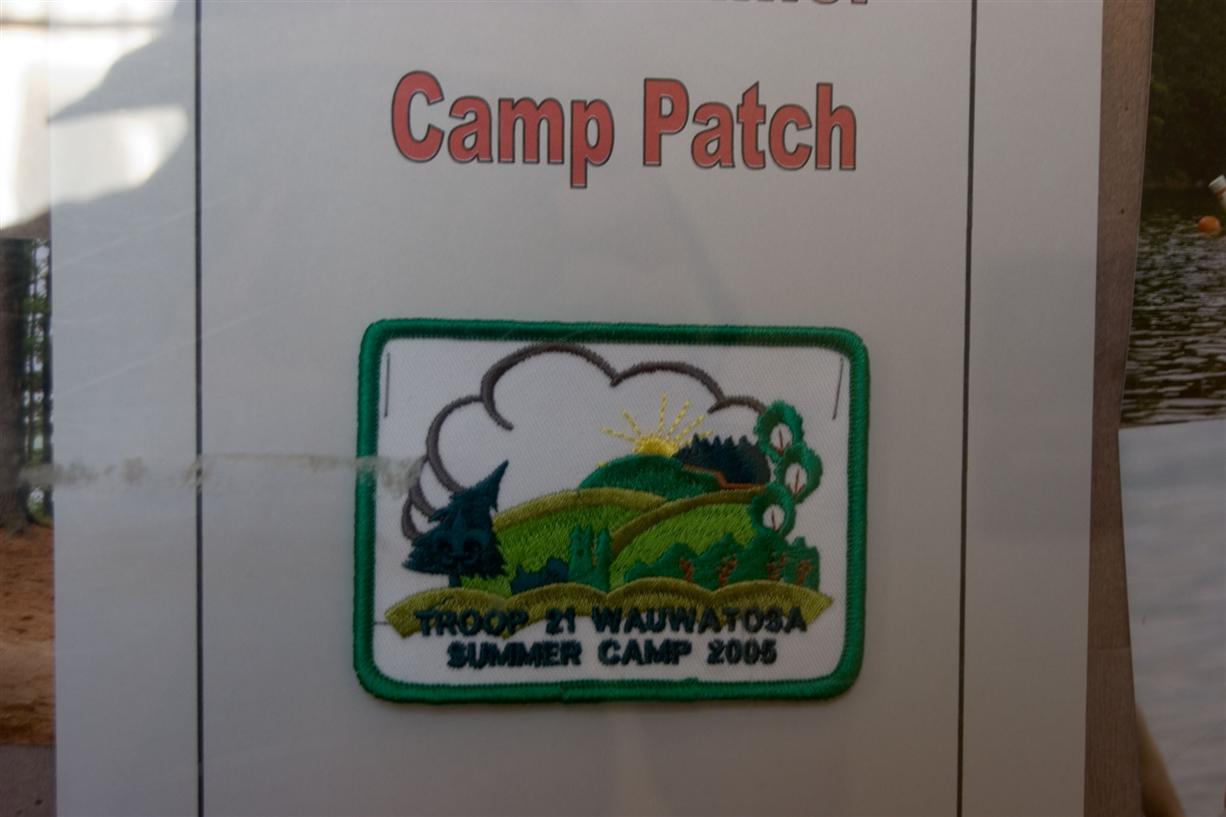 Camp Patch
TROOP 21 WAUWATOSA
SUMMER CAMP 2005